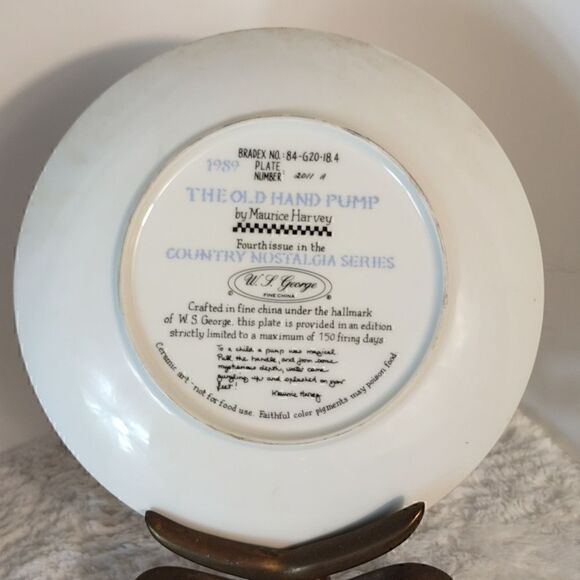 BRADEX NO.: 84-G20-18.4
1989 PLATE
NUMBER: 2011 A
THE OLD HAND PUMP
by Maurice Harvey
Fourth issue in the
COUNTRY NOSTALGIA SERIES
W. S. George
FINE CHINA
Crafted in fine china under the hallmark
of W. S. George, this plate is provided in an edition
strictly limited to a maximum of 150 firing days
To a child a pump was magical.
Pull the handle, and from some
mysterious depth, water came
gurgling up and splashed on your
feet!
Maurice Harvey
Ceramic art - not for food use. Faithful color pigments may poison food